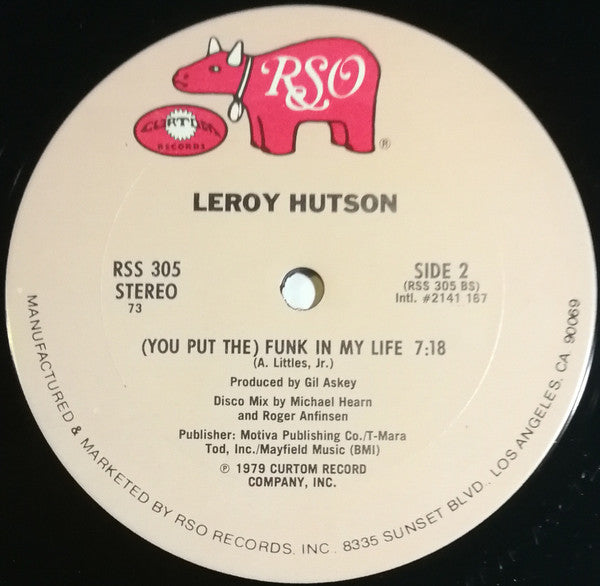 RSO
®
CURTOM
RECORDS
LEROY HUTSON
RSS 305
STEREO
73
SIDE 2
(RSS 305 BS)
Intl. #2141 167
(YOU PUT THE) FUNK IN MY LIFE 7:18
(A. Littles, Jr.)
Produced by Gil Askey
Disco Mix by Michael Hearn
and Roger Anfinsen
Publisher: Motiva Publishing Co./T-Mara
Tod, Inc./Mayfield Music (BMI)
℗ 1979 CURTOM RECORD
COMPANY, INC.
MANUFACTURED & MARKETED BY RSO RECORDS, INC. 8335 SUNSET BLVD., LOS ANGELES, CA 90069